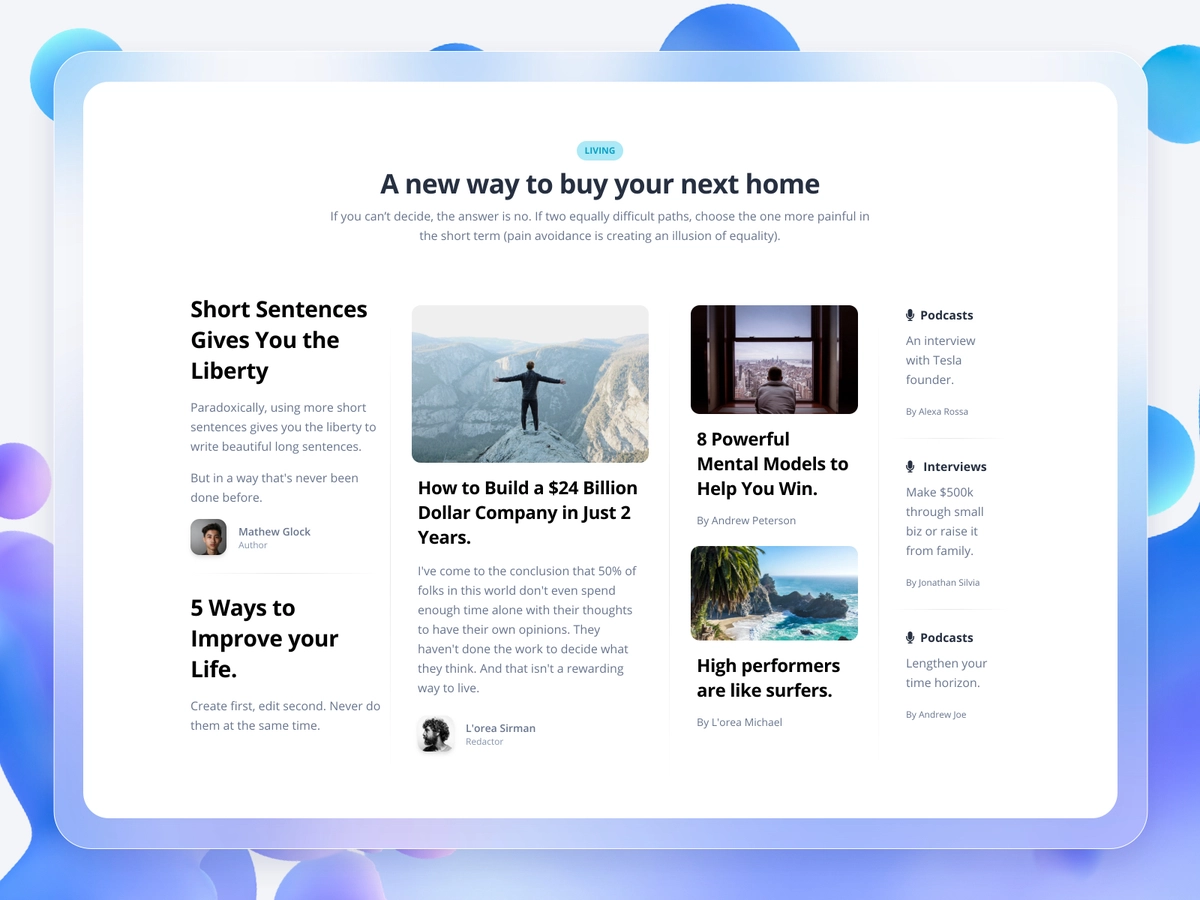 LIVING
A new way to buy your next home
If you can't decide, the answer is no. If two equally difficult paths, choose the one more painful in
the short term (pain avoidance is creating an illusion of equality).
Short Sentences
Gives You the
Liberty
Paradoxically, using more short
sentences gives you the liberty to
write beautiful long sentences.
But in a way that's never been
done before.
Mathew Glock
Author
5 Ways to
Improve your
Life.
Create first, edit second. Never do
them at the same time.
How to Build a $24 Billion
Dollar Company in Just 2
Years.
I've come to the conclusion that 50% of
folks in this world don't even spend
enough time alone with their thoughts
to have their own opinions. They
haven't done the work to decide what
they think. And that isn't a rewarding
way to live.
L'orea Sirman
Redactor
8 Powerful
Mental Models to
Help You Win.
By Andrew Peterson
High performers
are like surfers.
By L'orea Michael
Podcasts
An interview
with Tesla
founder.
By Alexa Rossa
Interviews
Make $500k
through small
biz or raise it
from family.
By Jonathan Silvia
Podcasts
Lengthen your
time horizon.
By Andrew Joe